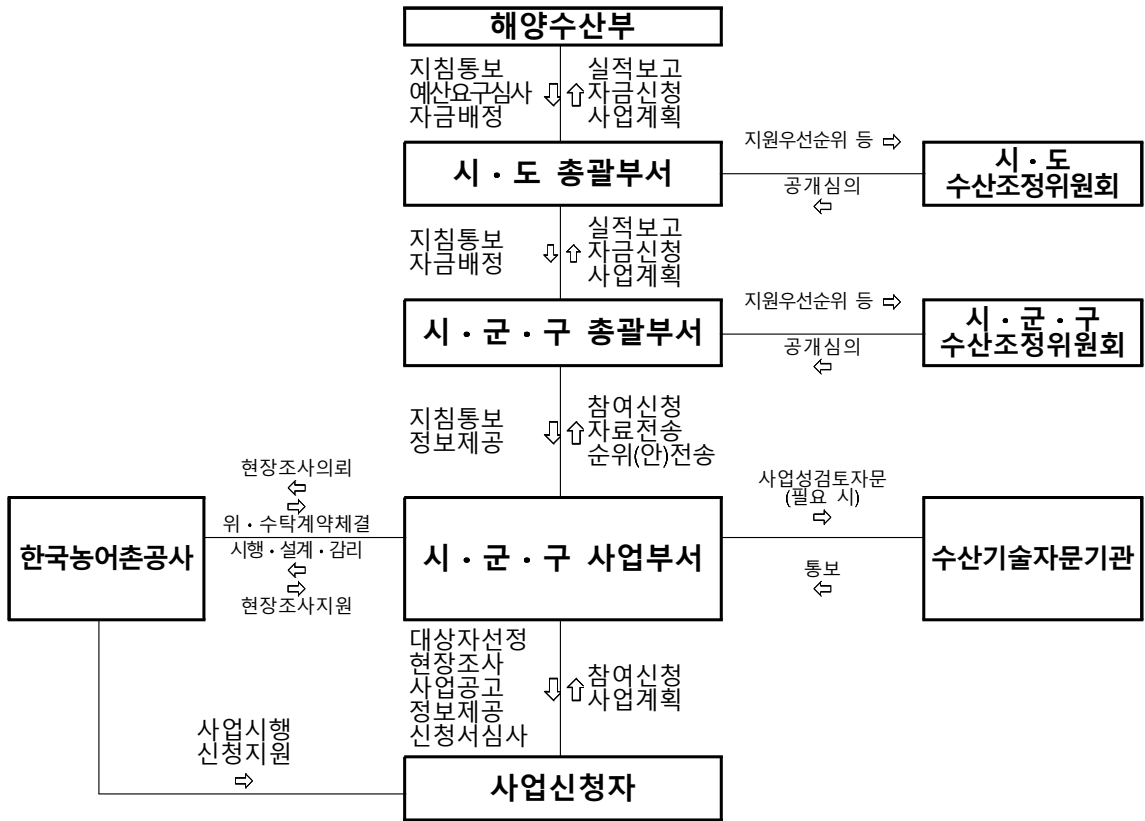 해양수산부
지침통보
예산요구심사
자금배정
⇩
⇧
실적보고
자금신청
사업계획
시・도 총괄부서
지원우선순위 등 ⇨
공개심의
⇦
시・도
수산조정위원회
지침통보
자금배정
⇩
⇧
실적보고
자금신청
사업계획
시・군・구 총괄부서
지원우선순위 등 ⇨
공개심의
⇦
시・군・구
수산조정위원회
지침통보
정보제공
⇩
⇧
참여신청
자료전송
순위(안)전송
한국농어촌공사
현장조사의뢰
⇦
⇨
위・수탁계약체결
시행・설계・감리
⇦
⇨
현장조사지원
시・군・구 사업부서
사업성검토자문
(필요 시)
⇨
통보
⇦
수산기술자문기관
대상자선정
현장조사
사업공고
정보제공
신청서심사
⇩
⇧
참여신청
사업계획
사업시행
신청지원
⇨
사업신청자